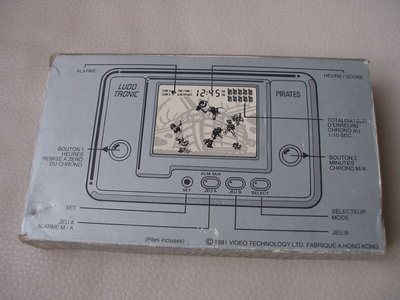 ALARME
HEURE / SCORE
LUDO
TRONIC
12:45
PIRATES
TOTALISATEUR
D'ERREURS
CHRONO AU
1/10 SEC
BOUTON 1
HEURES
REMISE A ZERO
DU CHRONO
BOUTON 2
MINUTES
CHRONO M/A
ALM. M/A
SET
JEU A
JEU B
SELECT
SET
SÉLECTEUR
MODE
JEU A
ALARME M / A
JEU B
(Piles incluses)
© 1981 VIDEO TECHNOLOGY LTD. FABRIQUÉ A HONG KONG